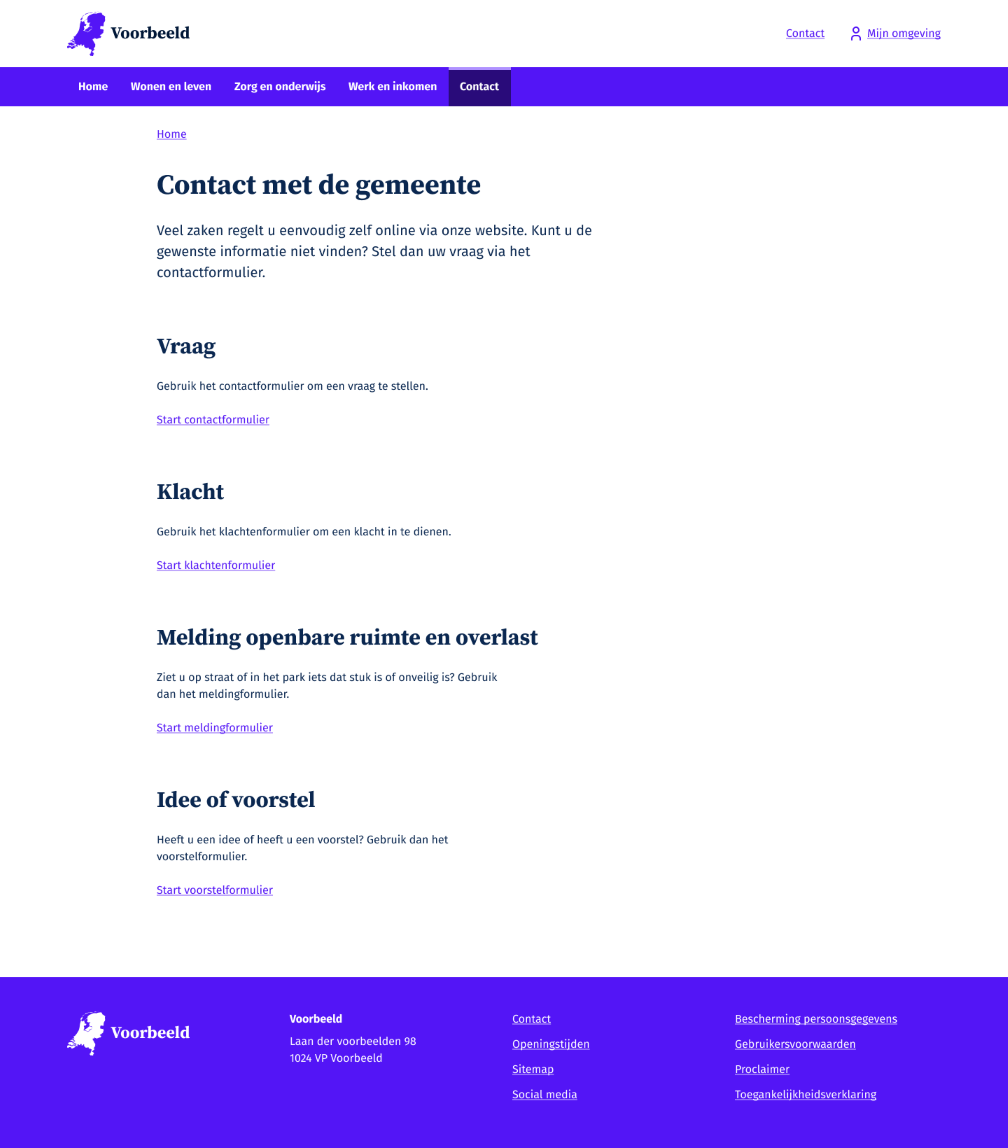 Voorbeeld
Contact
Mijn omgeving
Home
Wonen en leven
Zorg en onderwijs
Werk en inkomen
Contact
Home
Contact met de gemeente
Veel zaken regelt u eenvoudig zelf online via onze website. Kunt u de
gewenste informatie niet vinden? Stel dan uw vraag via het
contactformulier.
Vraag
Gebruik het contactformulier om een vraag te stellen.
Start contactformulier
Klacht
Gebruik het klachtenformulier om een klacht in te dienen.
Start klachtenformulier
Melding openbare ruimte en overlast
Ziet u op straat of in het park iets dat stuk is of onveilig is? Gebruik
dan het meldingformulier.
Start meldingformulier
Idee of voorstel
Heeft u een idee of heeft u een voorstel? Gebruik dan het
voorstelformulier.
Start voorstelformulier
Voorbeeld
Voorbeeld
Laan der voorbeelden 98
1024 VP Voorbeeld
Contact
Openingstijden
Sitemap
Social media
Bescherming persoonsgegevens
Gebruikersvoorwaarden
Proclaimer
Toegankelijkheidsverklaring